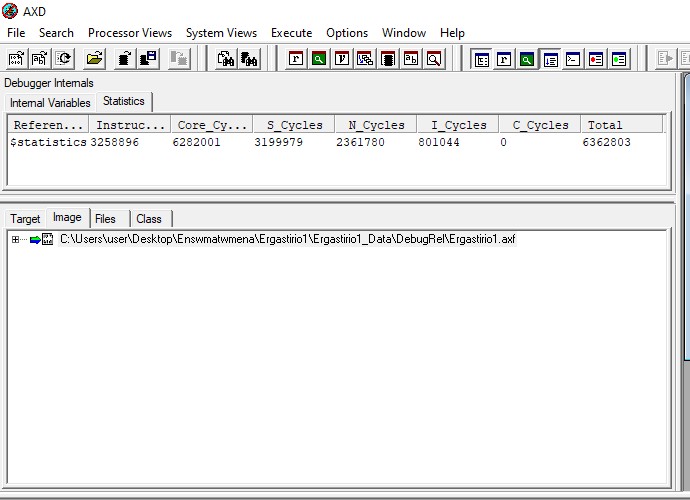 AXD
File Search Processor Views System Views Execute Options Window Help
Debugger Internals
Internal Variables Statistics
Referen... Instruc... Core_Cy... S_Cycles N_Cycles I_Cycles C_Cycles Total
$statistics 3258896 6282001 3199979 2361780 801044 0 6362803
Target Image Files Class
C:\Users\user\Desktop\Enswmatwmena\Ergastirio1\Ergastirio1_Data\DebugRel\Ergastirio1.axf